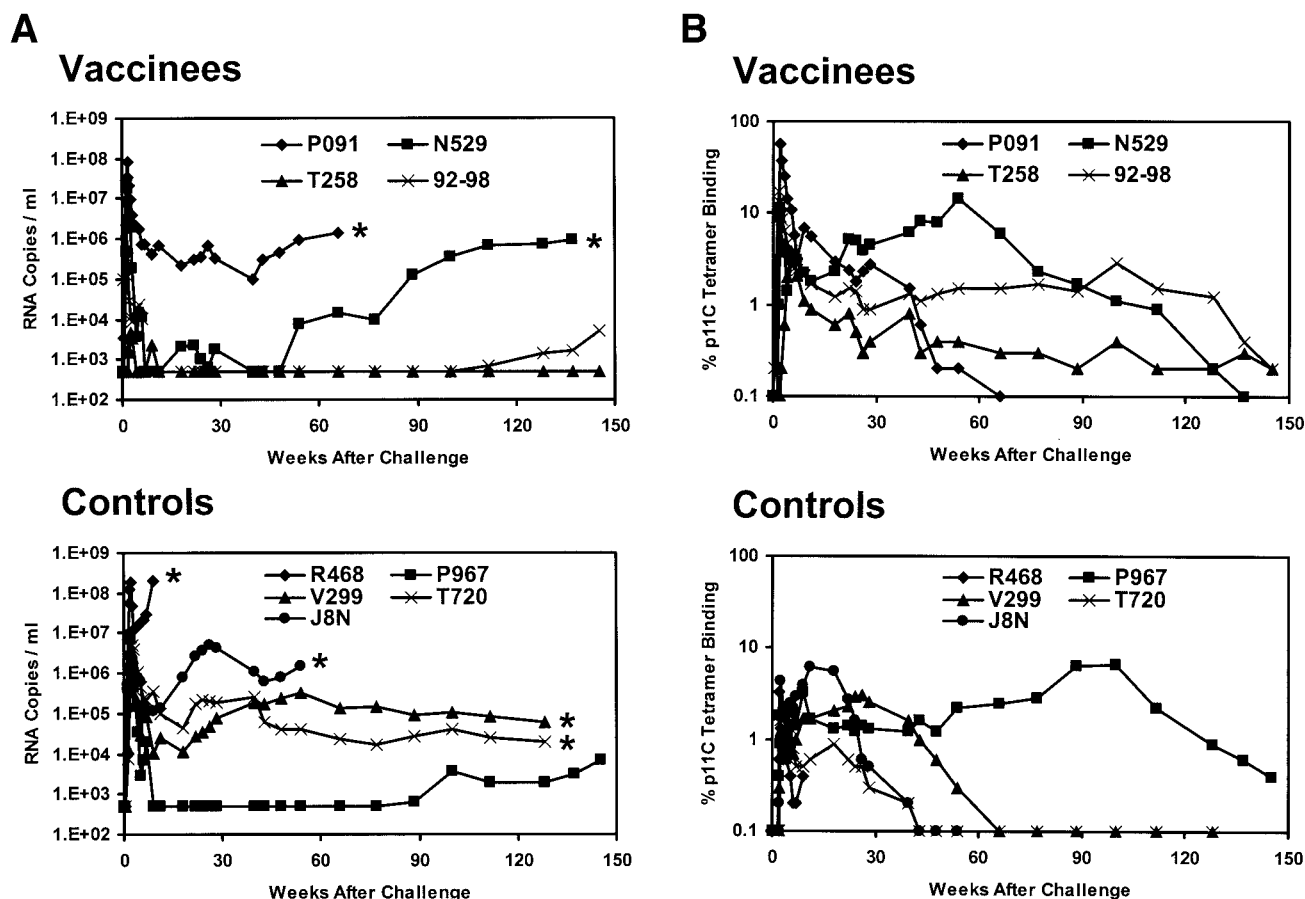 A
Vaccinees
1.E+09
1.E+08
1.E+07
1.E+06
1.E+05
1.E+04
1.E+03
1.E+02
RNA Copies / ml
P091 N529
T258 92-98
*
*
0 30 60 90 120 150
Weeks After Challenge
Controls
1.E+09
1.E+08
1.E+07
1.E+06
1.E+05
1.E+04
1.E+03
1.E+02
RNA Copies / ml
R468 P967
V299 T720
J8N
*
*
*
*
0 30 60 90 120 150
Weeks After Challenge
B
Vaccinees
100
10
1
0.1
% p11C Tetramer Binding
P091 N529
T258 92-98
0 30 60 90 120 150
Weeks After Challenge
Controls
100
10
1
0.1
% p11C Tetramer Binding
R468 P967
V299 T720
J8N
0 30 60 90 120 150
Weeks After Challenge